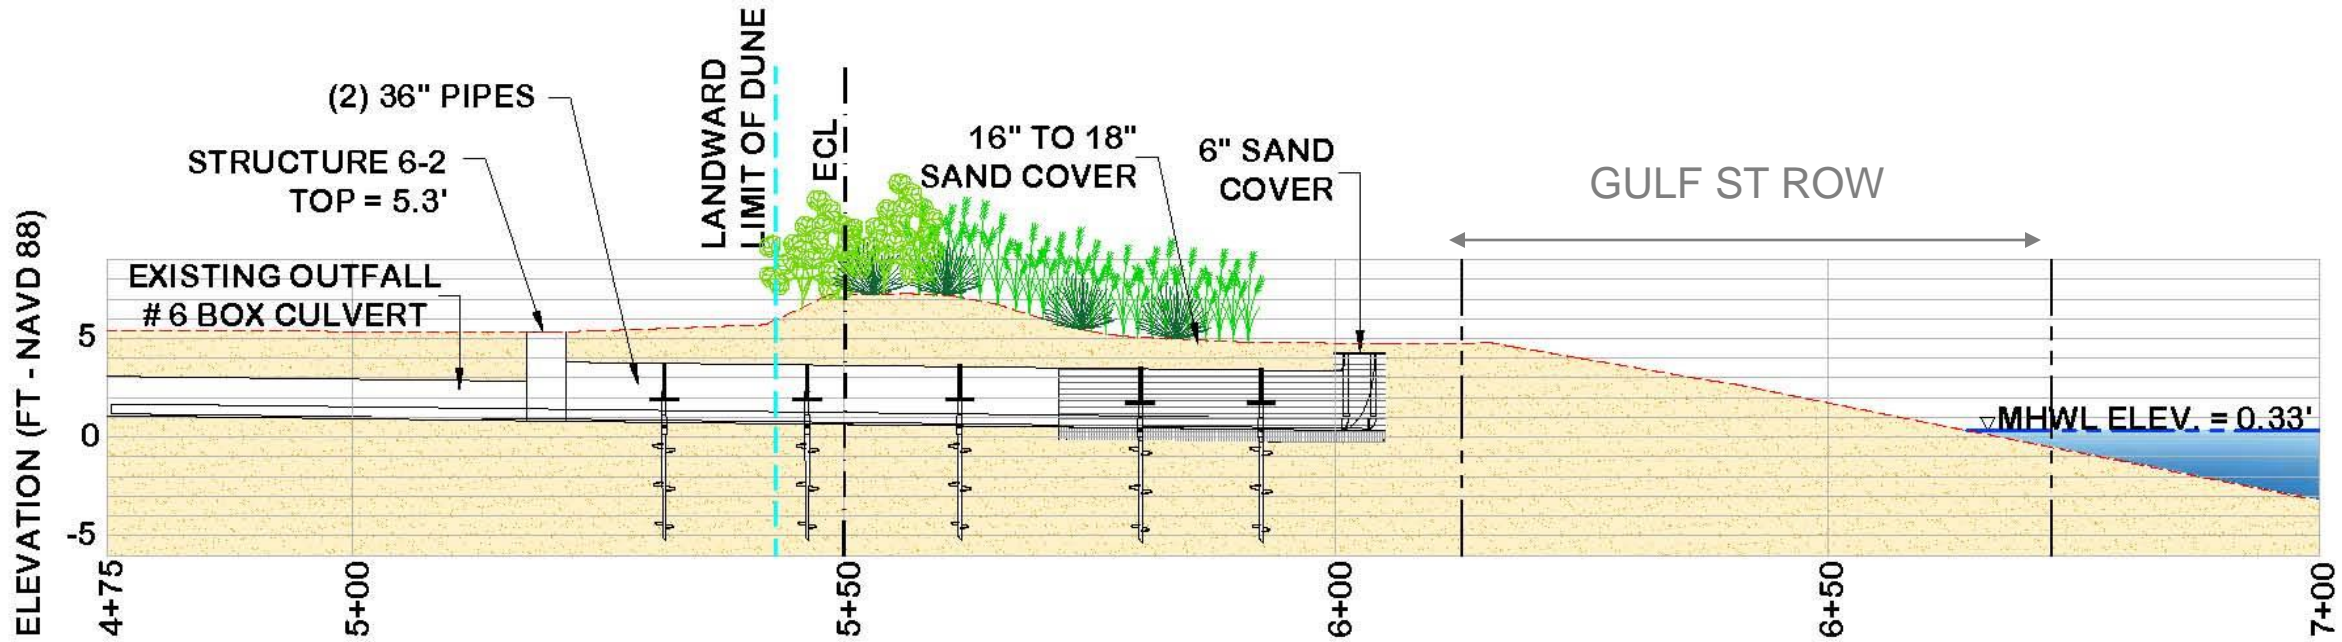 (2) 36" PIPES
STRUCTURE 6-2
TOP = 5.3'
EXISTING OUTFALL
# 6 BOX CULVERT
LANDWARD
LIMIT OF DUNE
ECL
16" TO 18"
SAND COVER
6" SAND
COVER
GULF ST ROW
MHWL ELEV. = 0.33'
ELEVATION (FT - NAVD 88)
5
0
-5
4+75
5+00
5+50
6+00
6+50
7+00